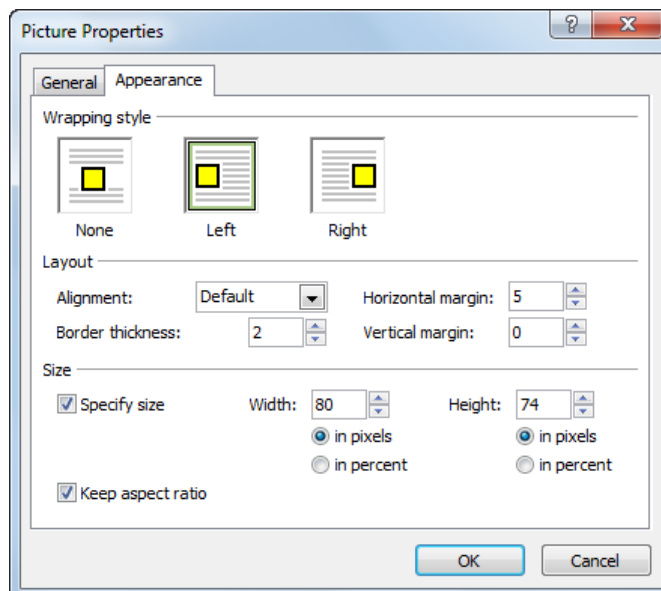 Picture Properties
?
General Appearance
Wrapping style
None Left Right
Layout
Alignment: Default Horizontal margin: 5
Border thickness: 2 Vertical margin: 0
Size
Specify size Width: 80 Height: 74
in pixels in pixels
in percent in percent
Keep aspect ratio
OK Cancel